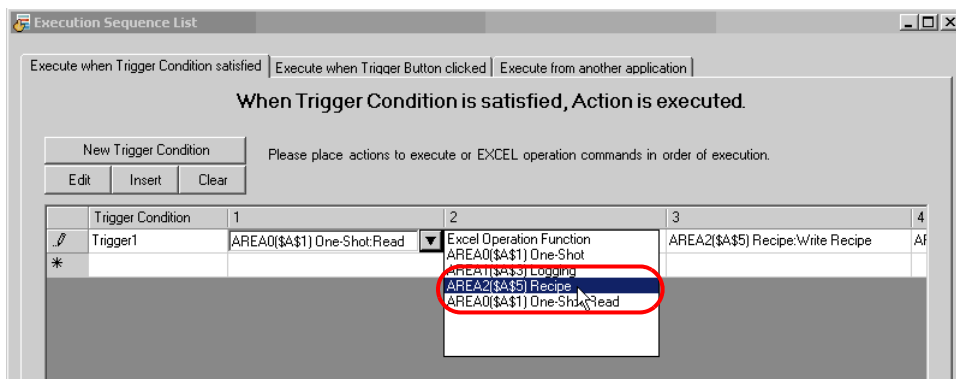 Execution Sequence List
Execute when Trigger Condition satisfied Execute when Trigger Button clicked Execute from another application
When Trigger Condition is satisfied, Action is executed.
New Trigger Condition
Please place actions to execute or EXCEL operation commands in order of execution.
Edit Insert Clear
Trigger Condition 1 2 3 4
Trigger1 AREA0($A$1) One-Shot:Read Excel Operation Function AREA2($A$5) Recipe:Write Recipe
AREA0($A$1) One-Shot
AREA1($A$3) Logging
AREA2($A$5) Recipe
AREA0($A$1) One-Shot:Read